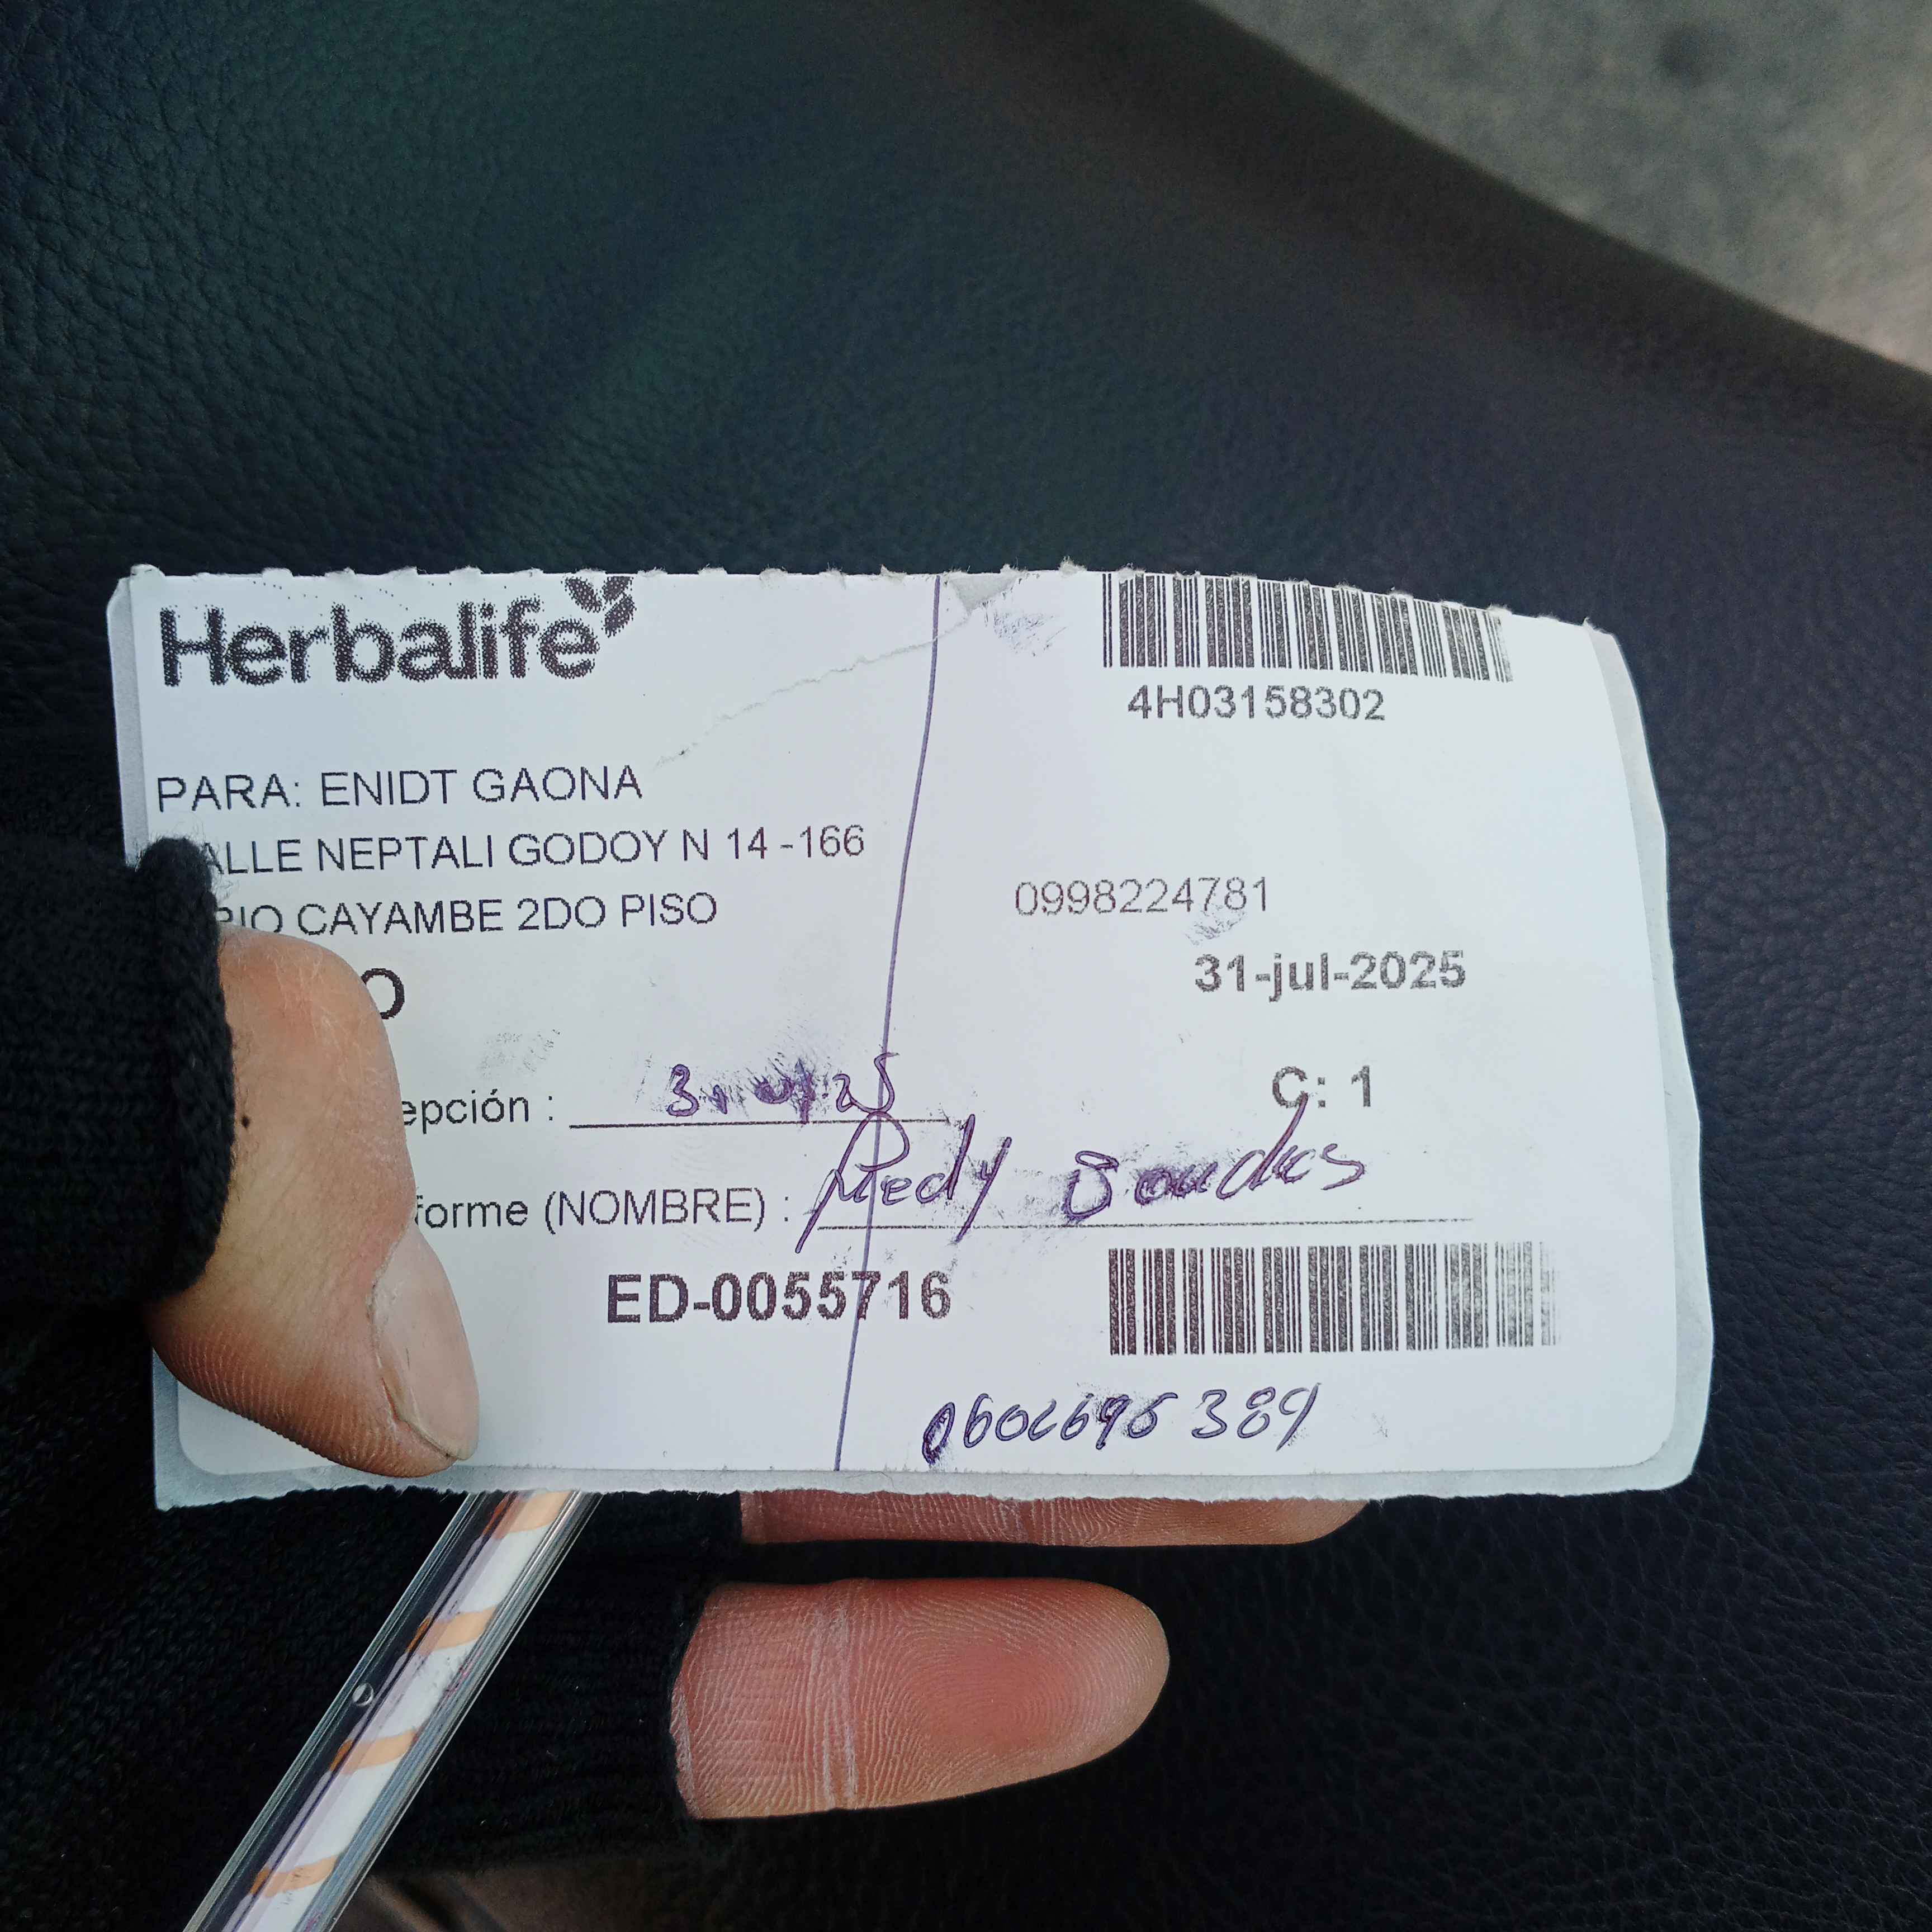 Herbalife
4H03158302
PARA: ENIDT GAONA
ALLE NEPTALI GODOY N 14 -166
RIO CAYAMBE 2DO PISO
0998224781
O
31-jul-2025
epción :
C: 1
forme (NOMBRE) :
ED-0055716